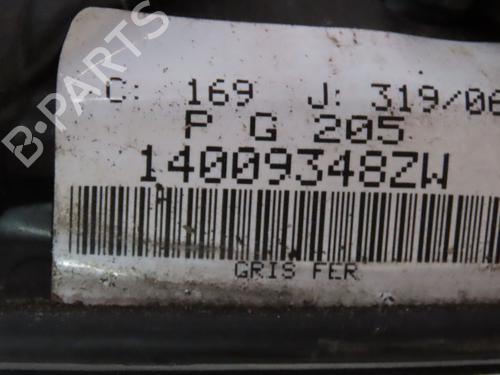 C: 169 J: 319/06
P G 205
14009348ZW
GRIS FER
B-PARTS